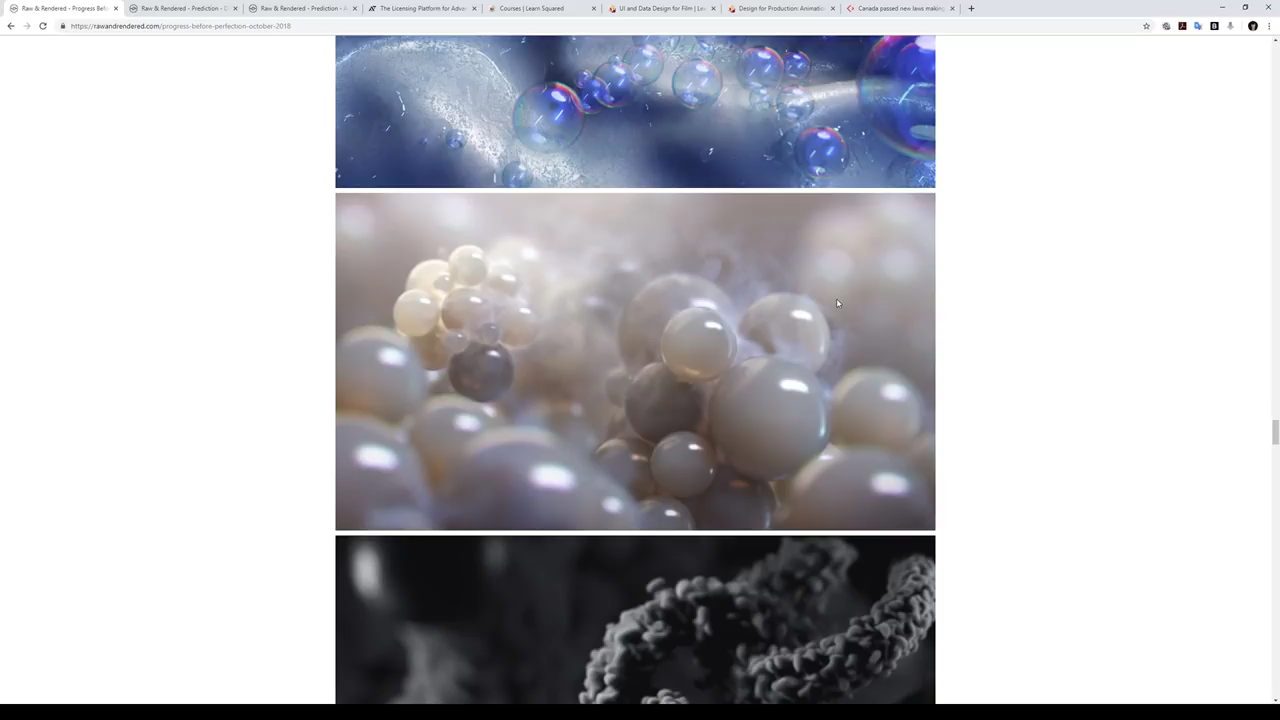 Raw & Rendered - Progress Befo
Raw & Rendered - Prediction - D
Raw & Rendered - Prediction - A
The Licensing Platform for Adve
Courses | Learn Squared
UI and Data Design for Film | Le
Design for Production: Animatio
Canada passed new laws making
https://rawandrendered.com/progress-before-perfection-october-2018